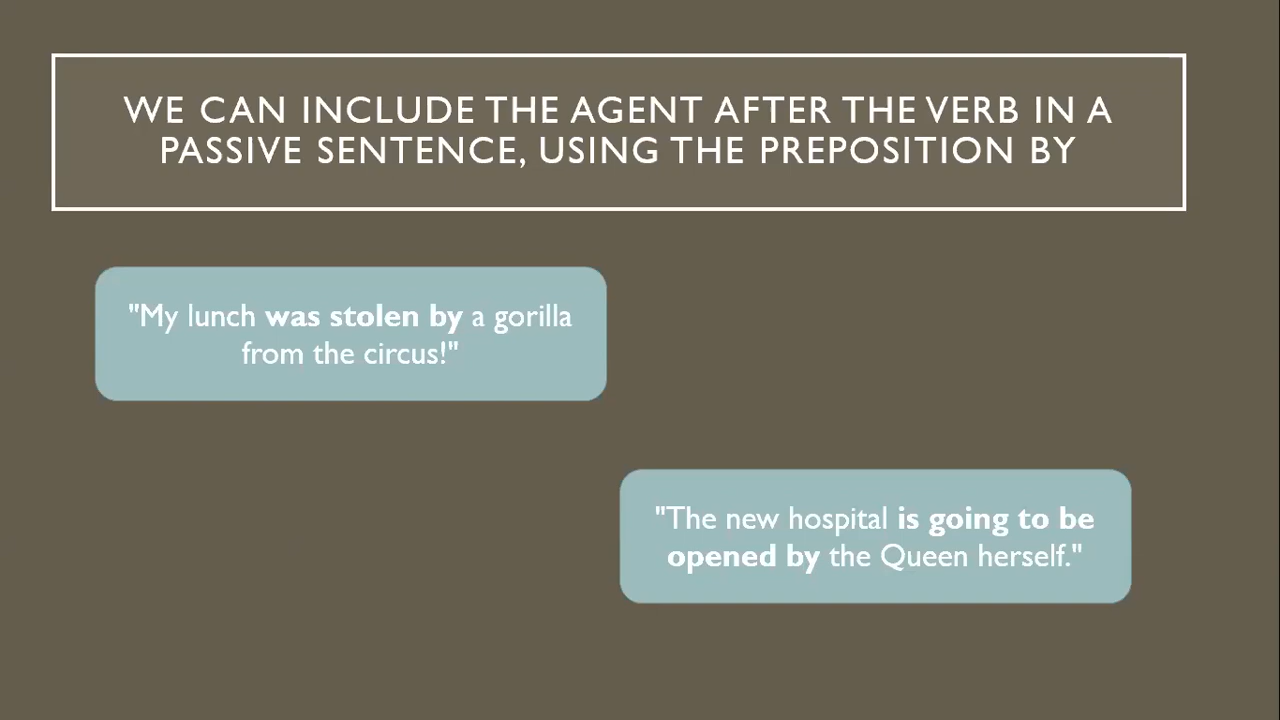 WE CAN INCLUDE THE AGENT AFTER THE VERB IN A
PASSIVE SENTENCE, USING THE PREPOSITION BY
"My lunch was stolen by a gorilla
from the circus!"
"The new hospital is going to be
opened by the Queen herself."